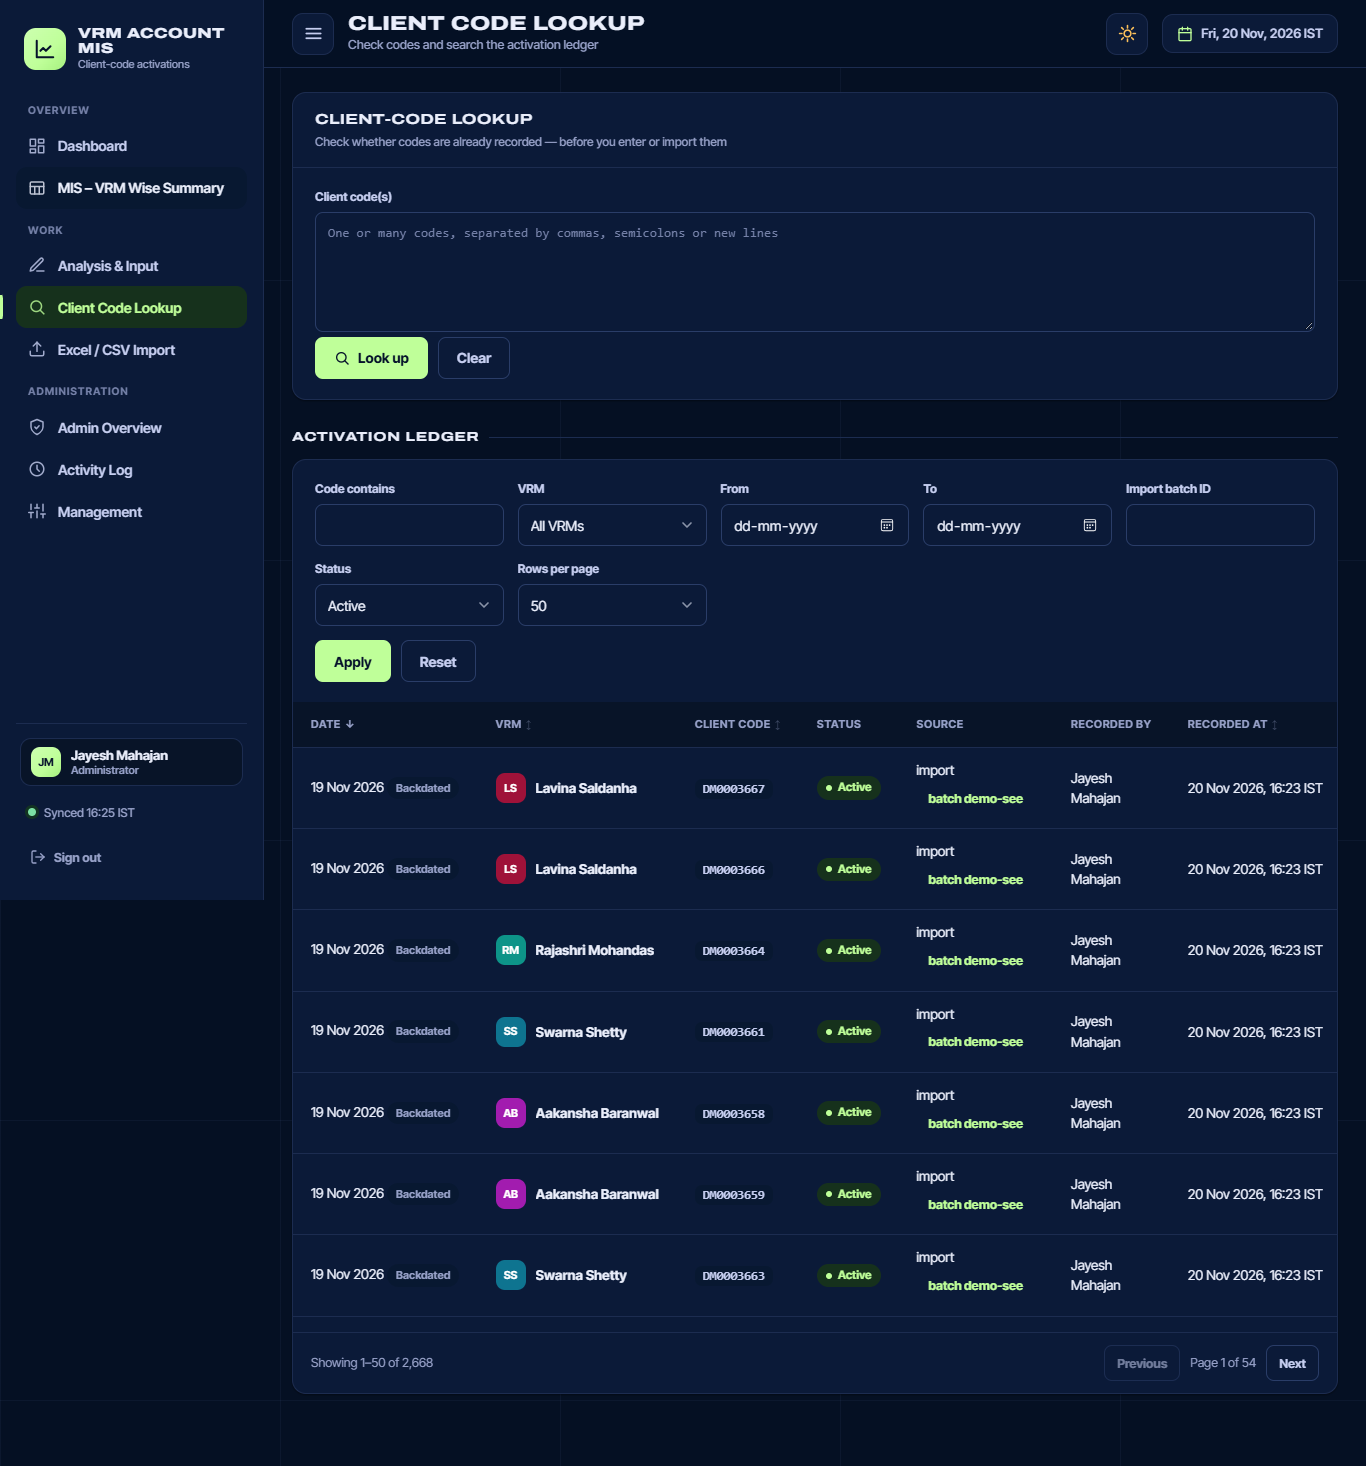 VRM ACCOUNT
MIS
Client-code activations
OVERVIEW
Dashboard
MIS – VRM Wise Summary
WORK
Analysis & Input
Client Code Lookup
Excel / CSV Import
ADMINISTRATION
Admin Overview
Activity Log
Management
JM
Jayesh Mahajan
Administrator
Synced 16:25 IST
Sign out
CLIENT CODE LOOKUP
Check codes and search the activation ledger
Fri, 20 Nov, 2026 IST
CLIENT-CODE LOOKUP
Check whether codes are already recorded — before you enter or import them
Client code(s)
One or many codes, separated by commas, semicolons or new lines
Look up Clear
ACTIVATION LEDGER
Code contains VRM From To Import batch ID
All VRMs dd-mm-yyyy dd-mm-yyyy
Status Rows per page
Active 50
Apply Reset
DATE ↓ VRM ↕ CLIENT CODE ↕ STATUS SOURCE RECORDED BY RECORDED AT ↕
19 Nov 2026 Backdated LS Lavina Saldanha DM0003667 Active import batch demo-see Jayesh Mahajan 20 Nov 2026, 16:23 IST
19 Nov 2026 Backdated LS Lavina Saldanha DM0003666 Active import batch demo-see Jayesh Mahajan 20 Nov 2026, 16:23 IST
19 Nov 2026 Backdated RM Rajashri Mohandas DM0003664 Active import batch demo-see Jayesh Mahajan 20 Nov 2026, 16:23 IST
19 Nov 2026 Backdated SS Swarna Shetty DM0003661 Active import batch demo-see Jayesh Mahajan 20 Nov 2026, 16:23 IST
19 Nov 2026 Backdated AB Aakansha Baranwal DM0003658 Active import batch demo-see Jayesh Mahajan 20 Nov 2026, 16:23 IST
19 Nov 2026 Backdated AB Aakansha Baranwal DM0003659 Active import batch demo-see Jayesh Mahajan 20 Nov 2026, 16:23 IST
19 Nov 2026 Backdated SS Swarna Shetty DM0003663 Active import batch demo-see Jayesh Mahajan 20 Nov 2026, 16:23 IST
Showing 1–50 of 2,668 Previous Page 1 of 54 Next